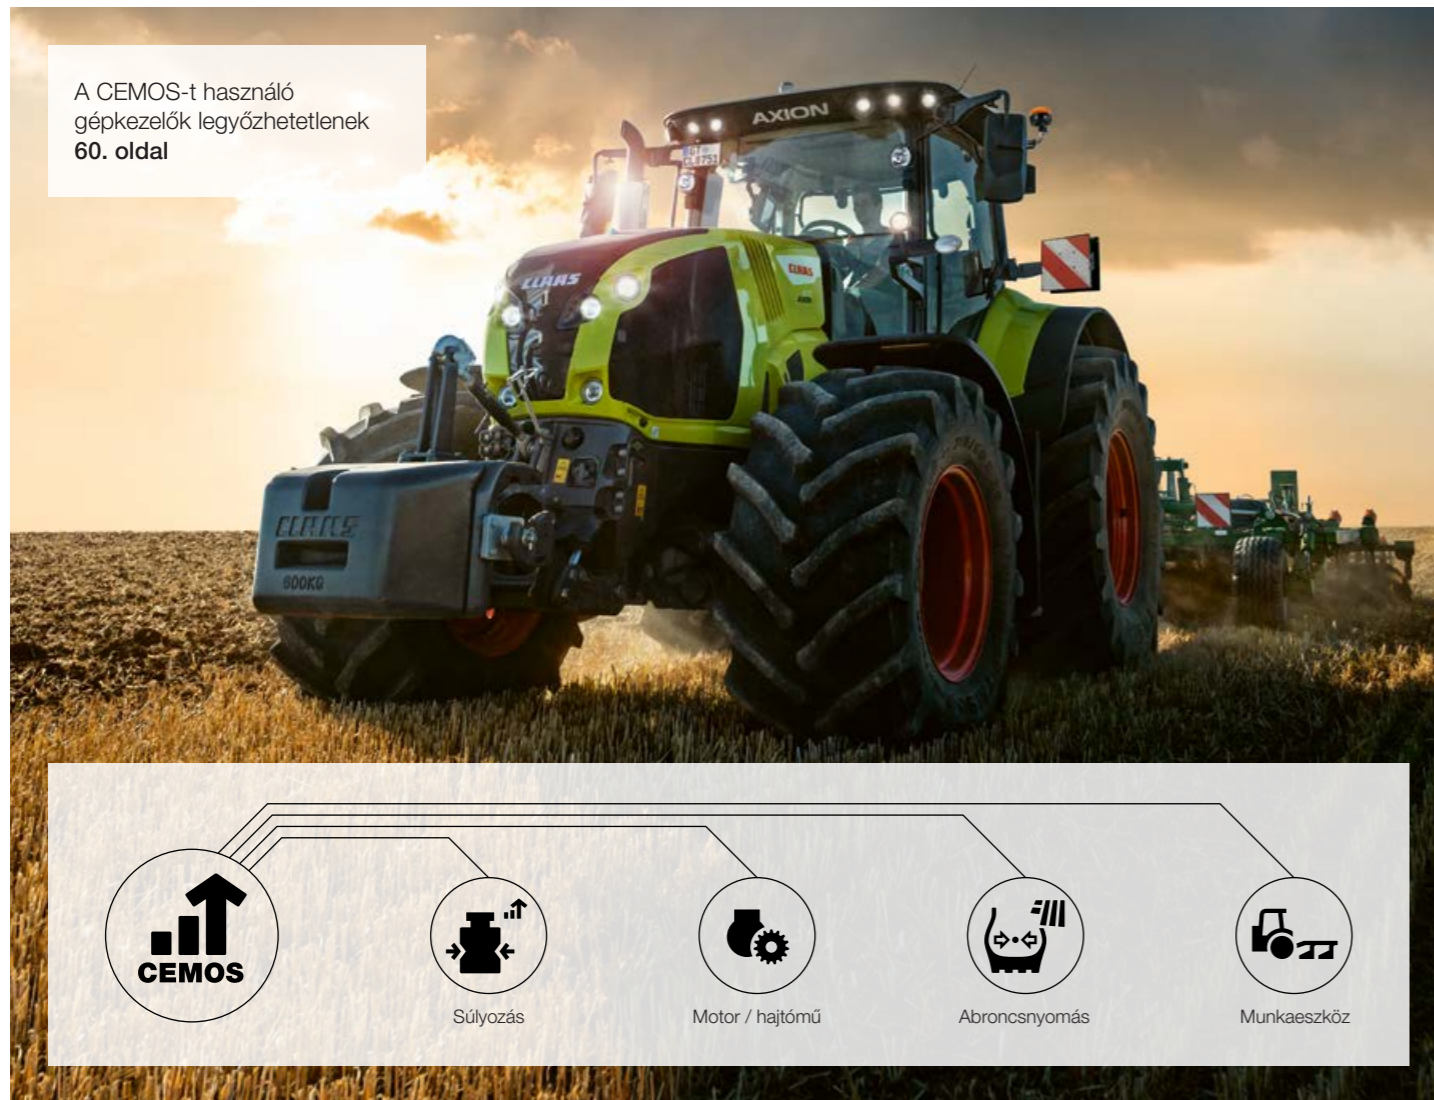 A CEMOS-t használó
gépkezelők legyőzhetetlenek
60. oldal
AXION
CLAAS
CLAAS
CLAAS
600KG
CEMOS
Súlyozás
Motor / hajtómű
Abroncsnyomás
Munkaeszköz